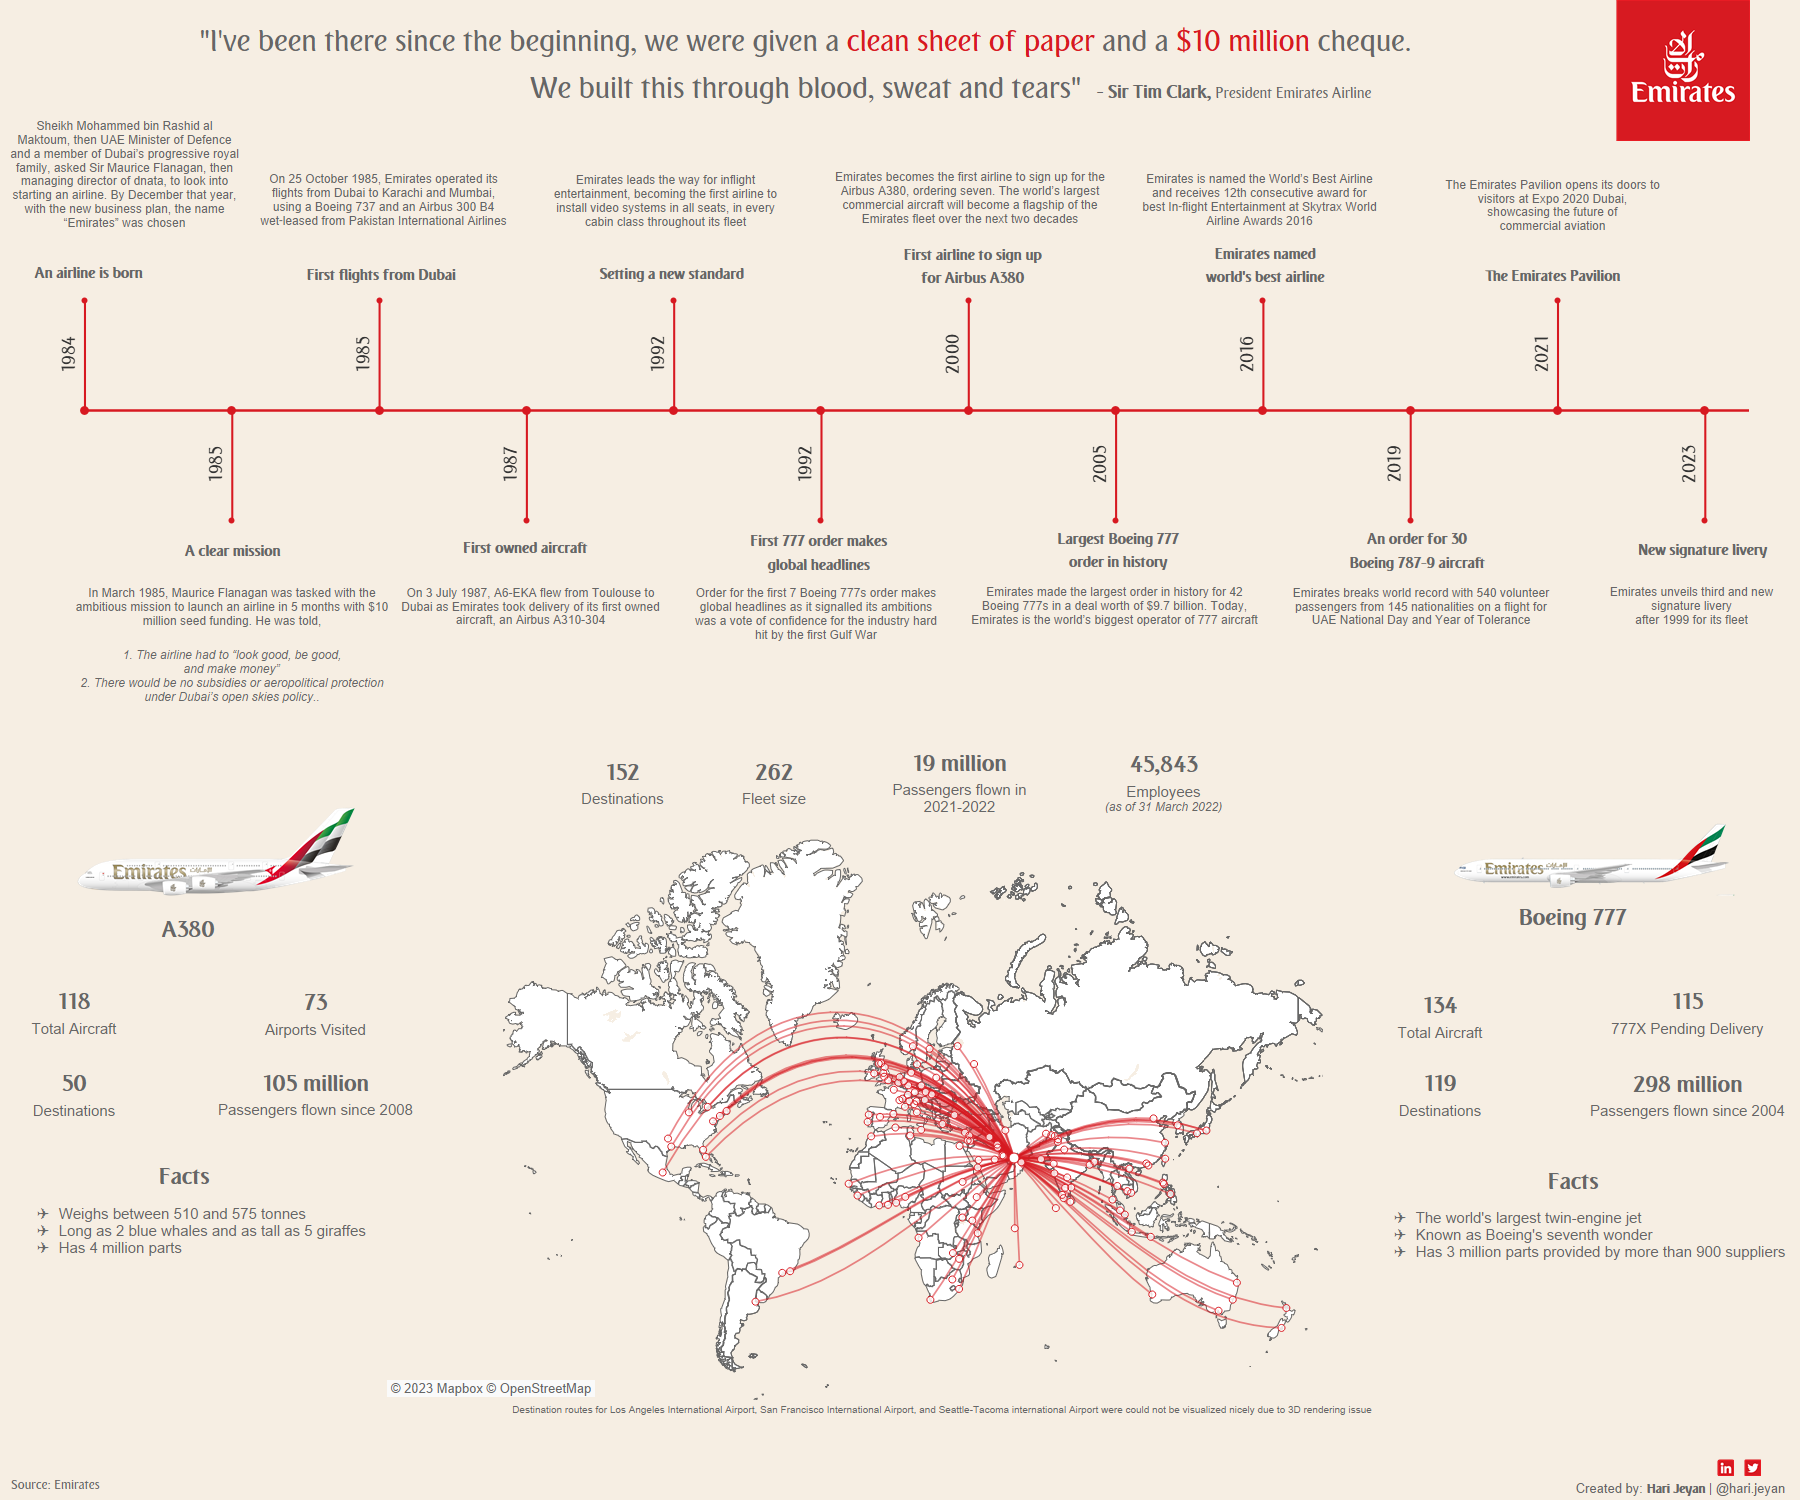 "I've been there since the beginning, we were given a clean sheet of paper and a $10 million cheque.
We built this through blood, sweat and tears" - Sir Tim Clark, President Emirates Airline
Emirates
Sheikh Mohammed bin Rashid al
Maktoum, then UAE Minister of Defence
and a member of Dubai's progressive royal
family, asked Sir Maurice Flanagan, then
managing director of dnata, to look into
starting an airline. By December that year,
with the new business plan, the name
“Emirates” was chosen
An airline is born
1984
On 25 October 1985, Emirates operated its
flights from Dubai to Karachi and Mumbai,
using a Boeing 737 and an Airbus 300 B4
wet-leased from Pakistan International Airlines
First flights from Dubai
1985
Emirates leads the way for inflight
entertainment, becoming the first airline to
install video systems in all seats, in every
cabin class throughout its fleet
Setting a new standard
1992
Emirates becomes the first airline to sign up for the
Airbus A380, ordering seven. The world's largest
commercial aircraft will become a flagship of the
Emirates fleet over the next two decades
First airline to sign up
for Airbus A380
2000
Emirates is named the World's Best Airline
and receives 12th consecutive award for
best In-flight Entertainment at Skytrax World
Airline Awards 2016
Emirates named
world's best airline
2016
The Emirates Pavilion opens its doors to
visitors at Expo 2020 Dubai,
showcasing the future of
commercial aviation
The Emirates Pavilion
2021
1985
A clear mission
In March 1985, Maurice Flanagan was tasked with the
ambitious mission to launch an airline in 5 months with $10
million seed funding. He was told,
1. The airline had to “look good, be good,
and make money”
2. There would be no subsidies or aeropolitical protection
under Dubai's open skies policy..
1987
First owned aircraft
On 3 July 1987, A6-EKA flew from Toulouse to
Dubai as Emirates took delivery of its first owned
aircraft, an Airbus A310-304
1992
First 777 order makes
global headlines
Order for the first 7 Boeing 777s order makes
global headlines as it signalled its ambitions
was a vote of confidence for the industry hard
hit by the first Gulf War
2005
Largest Boeing 777
order in history
Emirates made the largest order in history for 42
Boeing 777s in a deal worth of $9.7 billion. Today,
Emirates is the world's biggest operator of 777 aircraft
2019
An order for 30
Boeing 787-9 aircraft
Emirates breaks world record with 540 volunteer
passengers from 145 nationalities on a flight for
UAE National Day and Year of Tolerance
2023
New signature livery
Emirates unveils third and new
signature livery
after 1999 for its fleet
152
Destinations
262
Fleet size
19 million
Passengers flown in
2021-2022
45,843
Employees
(as of 31 March 2022)
Emirates
A380
118
Total Aircraft
73
Airports Visited
50
Destinations
105 million
Passengers flown since 2008
Facts
✈ Weighs between 510 and 575 tonnes
✈ Long as 2 blue whales and as tall as 5 giraffes
✈ Has 4 million parts
Emirates
Boeing 777
134
Total Aircraft
115
777X Pending Delivery
119
Destinations
298 million
Passengers flown since 2004
Facts
✈ The world's largest twin-engine jet
✈ Known as Boeing's seventh wonder
✈ Has 3 million parts provided by more than 900 suppliers
© 2023 Mapbox © OpenStreetMap
Destination routes for Los Angeles International Airport, San Francisco International Airport, and Seattle-Tacoma international Airport were could not be visualized nicely due to 3D rendering issue
Source: Emirates
in
Created by: Hari Jeyan | @hari.jeyan